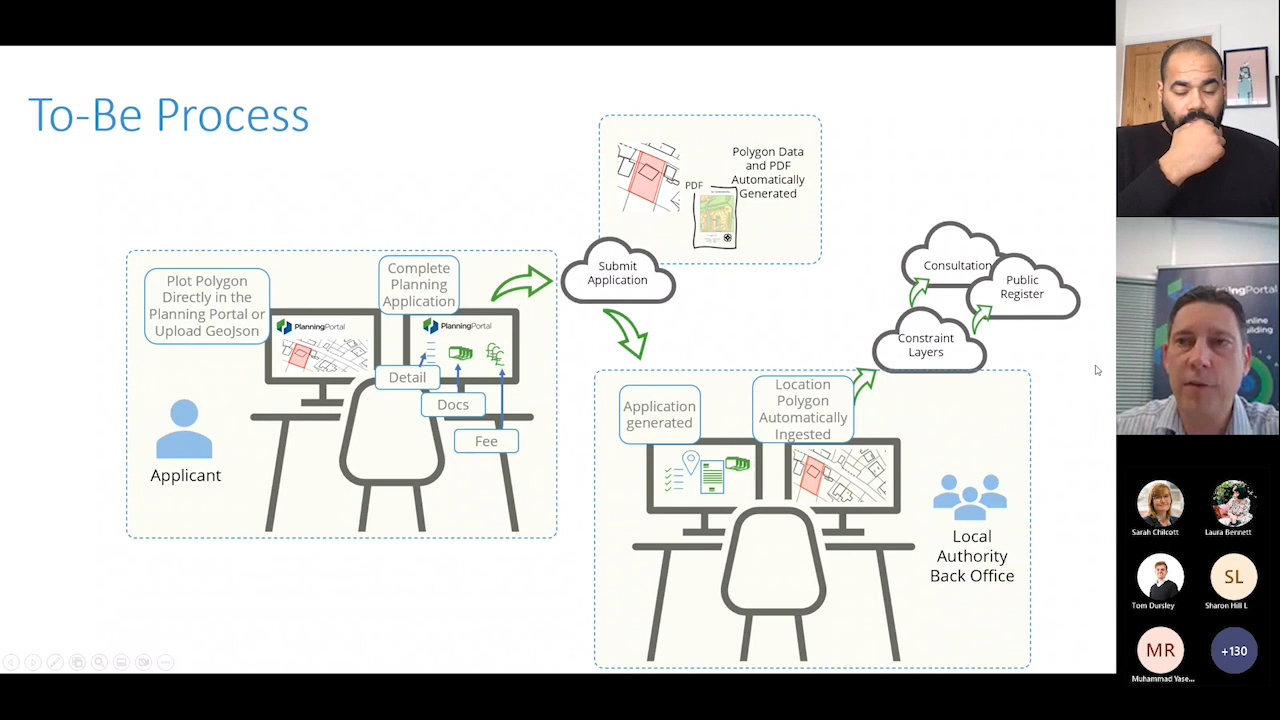 To-Be Process
Plot Polygon
Directly in the
Planning Portal or
Upload GeoJson
Complete
Planning
Application
PlanningPortal
PlanningPortal
Detail
Docs
Fee
Applicant
Submit
Application
PDF
Polygon Data
and PDF
Automatically
Generated
Application
generated
Location
Polygon
Automatically
Ingested
Constraint
Layers
Consultation
Public
Register
Local
Authority
Back Office
Sarah Chilcott
Laura Bennett
Tom Dursley
SL
Sharon Hill L
MR
Muhammad Yase...
+130